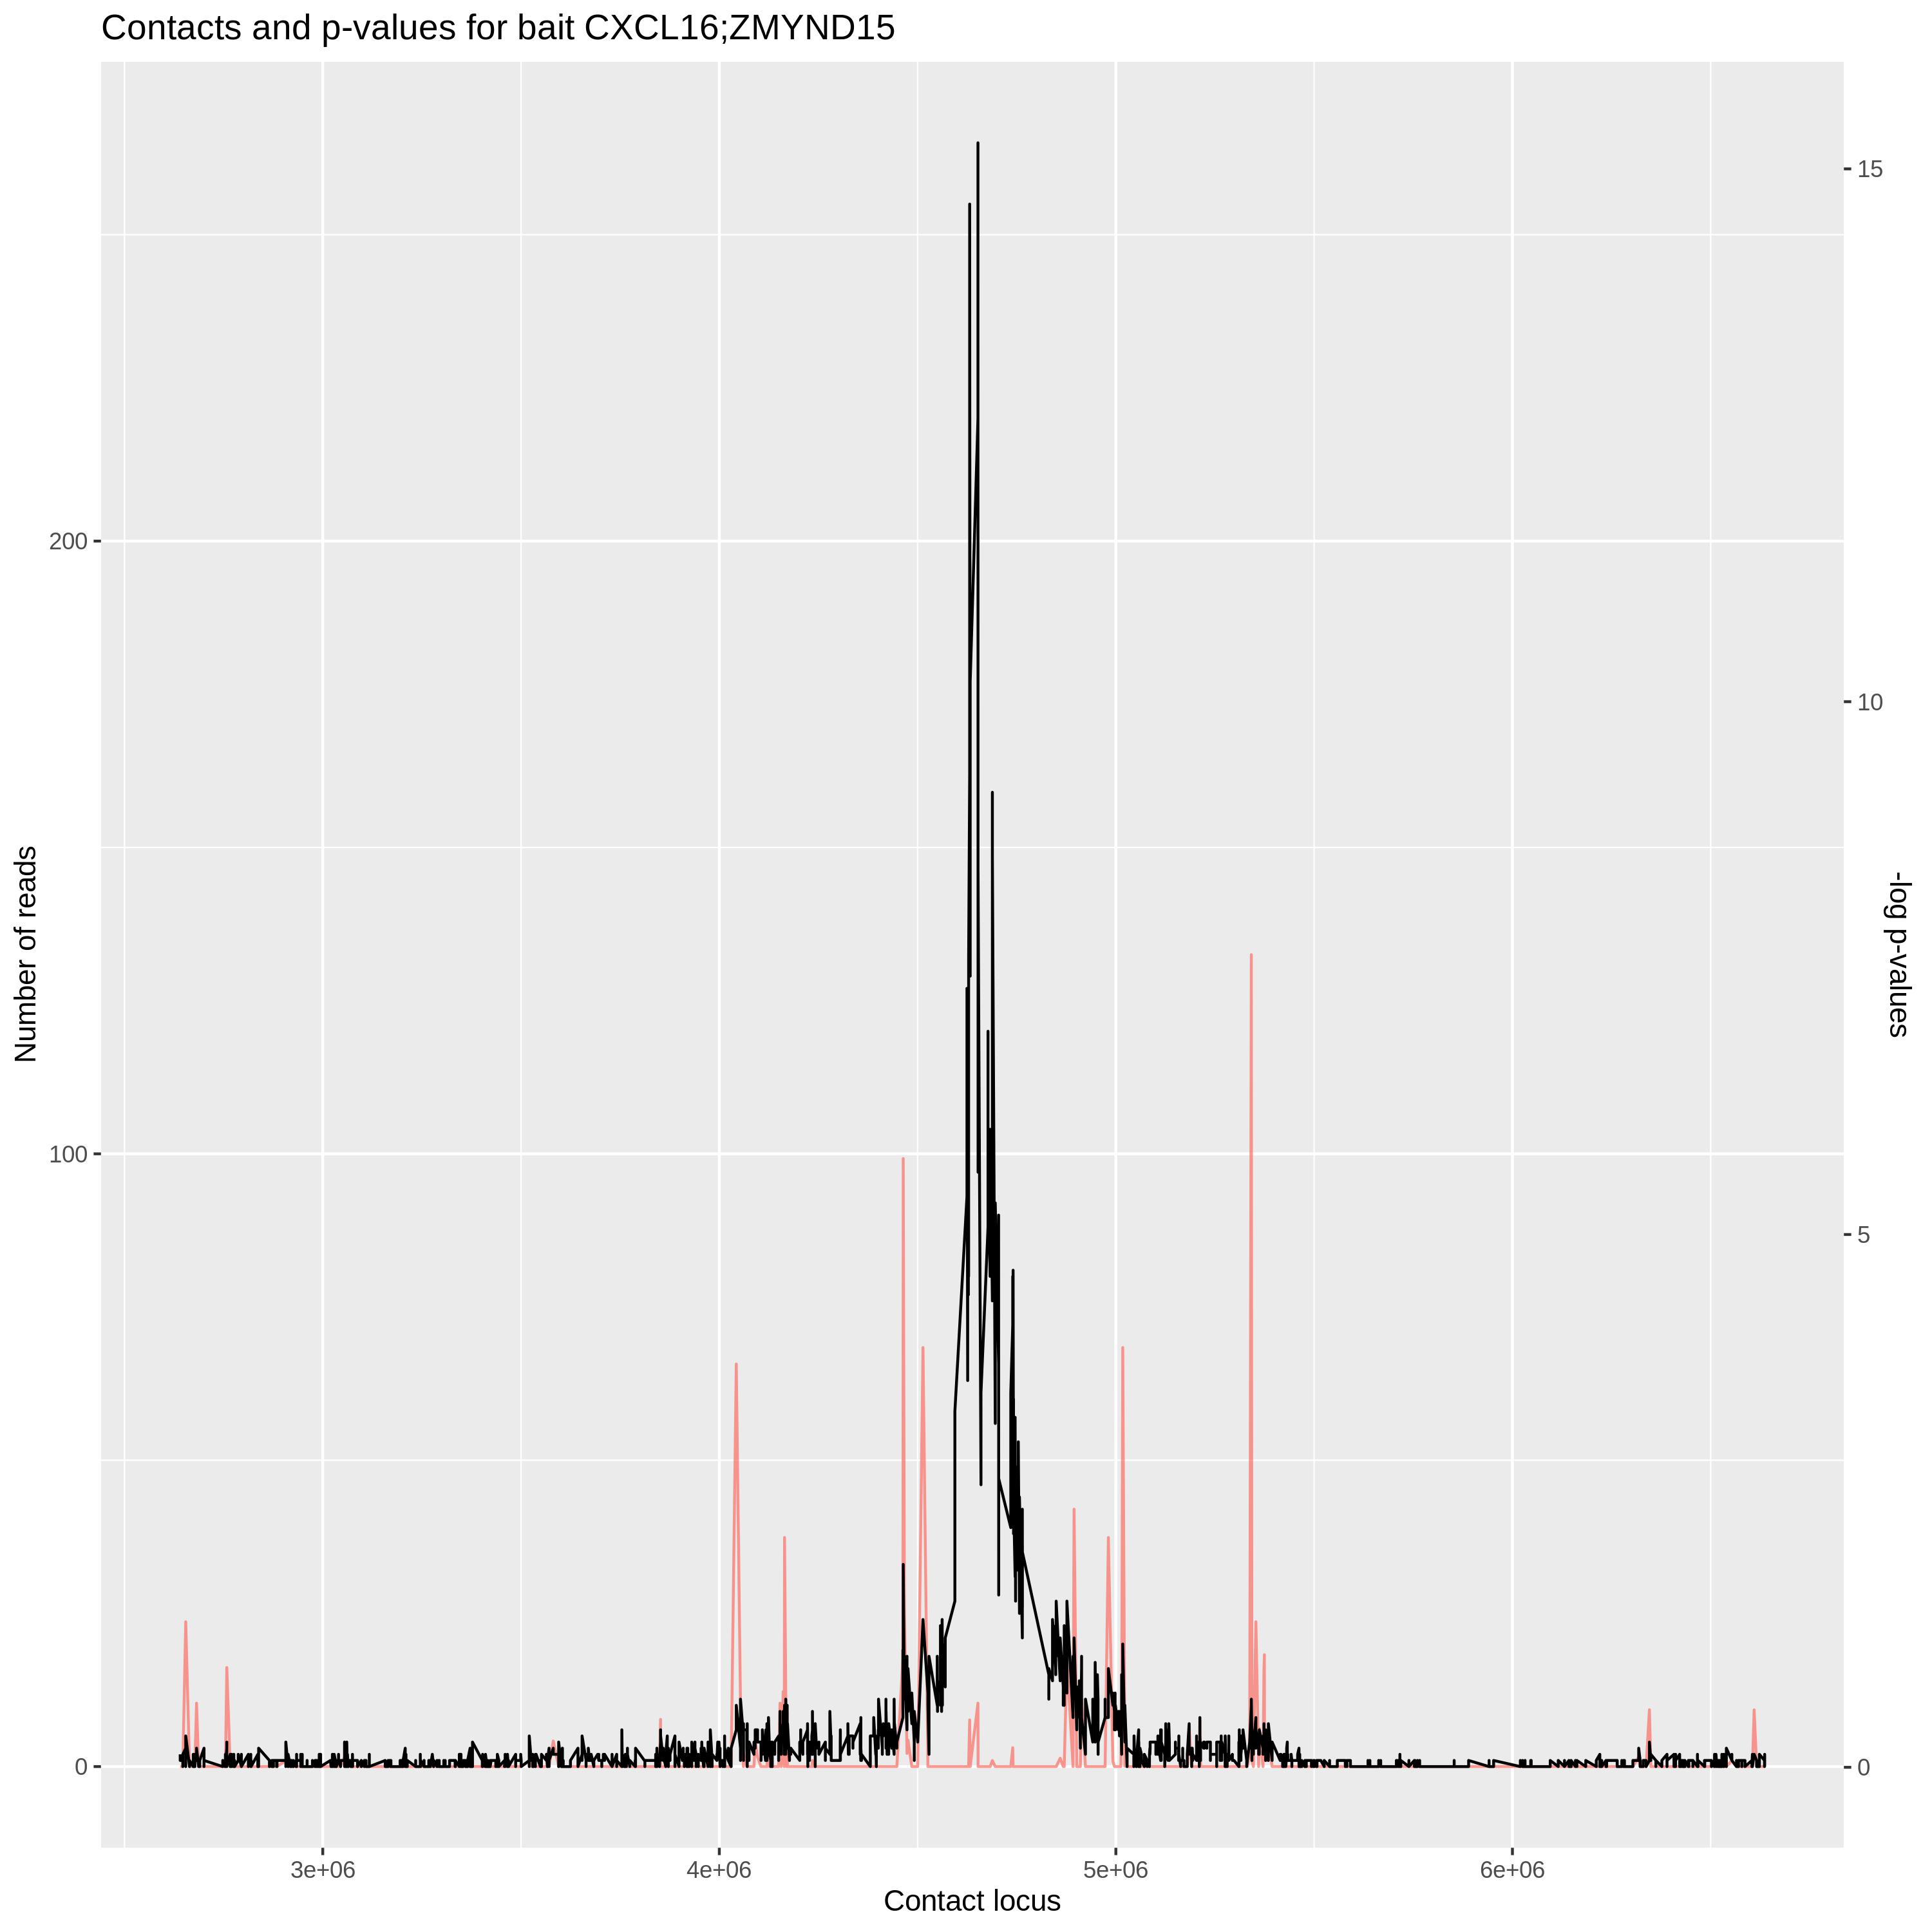 Contacts and p-values for bait CXCL16;ZMYND15
Number of reads
200
100
0
15
10
5
0
-log p-values
3e+06
4e+06
5e+06
6e+06
Contact locus